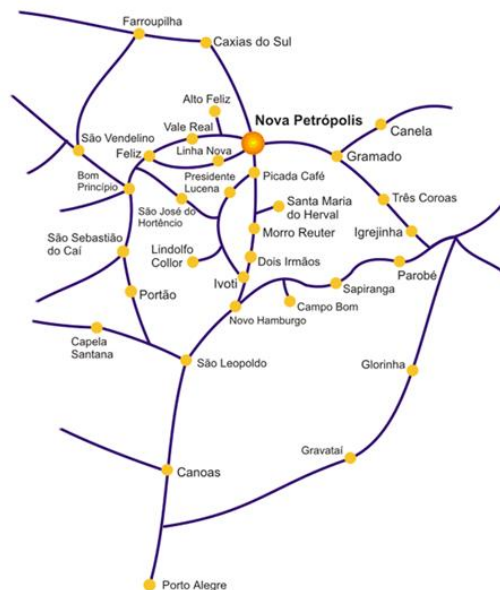 Farroupilha
Caxias do Sul
Alto Feliz
Nova Petrópolis
Canela
São Vendelino
Vale Real
Feliz
Linha Nova
Gramado
Bom
Princípio
Presidente
Lucena
Picada Café
São José do
Hortêncio
Santa Maria
do Herval
Três Coroas
Igrejinha
Morro Reuter
São Sebastião
do Caí
Lindolfo
Collor
Dois Irmãos
Ivoti
Parobé
Sapiranga
Portão
Campo Bom
Novo Hamburgo
Capela
Santana
São Leopoldo
Glorinha
Gravataí
Canoas
Porto Alegre